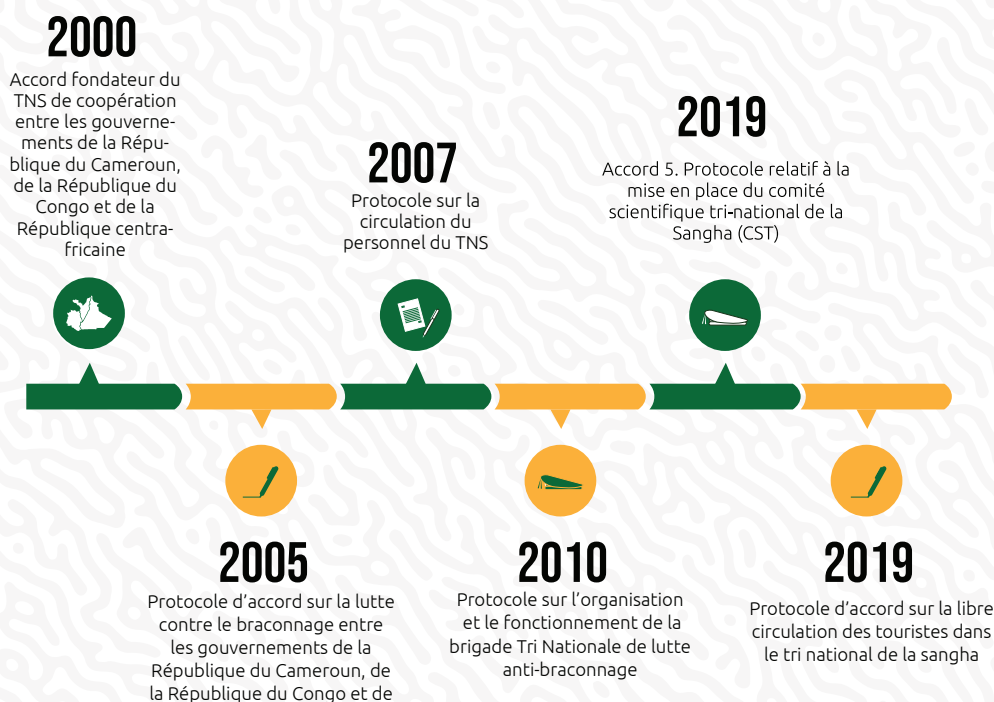 2000
Accord fondateur du
TNS de coopération
entre les gouverne-
ments de la Répu-
blique du Cameroun,
de la République du
Congo et de la
République centra-
fricaine
2005
Protocole d’accord sur la lutte
contre le braconnage entre
les gouvernements de la
République du Cameroun, de
la République du Congo et de
2007
Protocole sur la
circulation du
personnel du TNS
2010
Protocole sur l’organisation
et le fonctionnement de la
brigade Tri Nationale de lutte
anti-braconnage
2019
Accord 5. Protocole relatif à la
mise en place du comité
scientifique tri-national de la
Sangha (CST)
2019
Protocole d’accord sur la libre
circulation des touristes dans
le tri national de la sangha